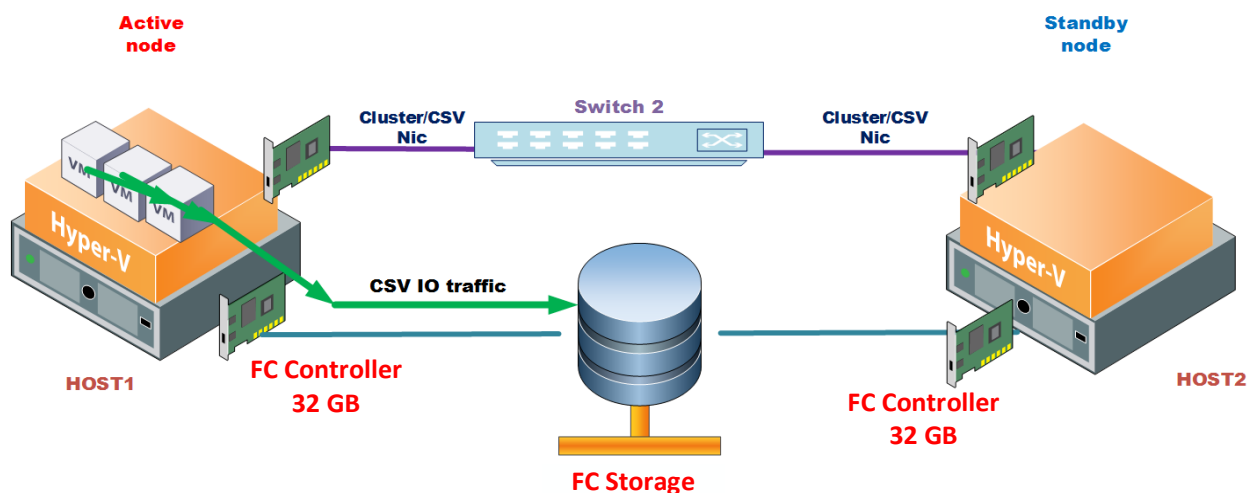 Active
node
Standby
node
Switch 2
Cluster/CSV
Nic
Cluster/CSV
Nic
VM
VM
VM
Hyper-V
Hyper-V
CSV IO traffic
HOST1
FC Controller
32 GB
FC Controller
32 GB
HOST2
FC Storage